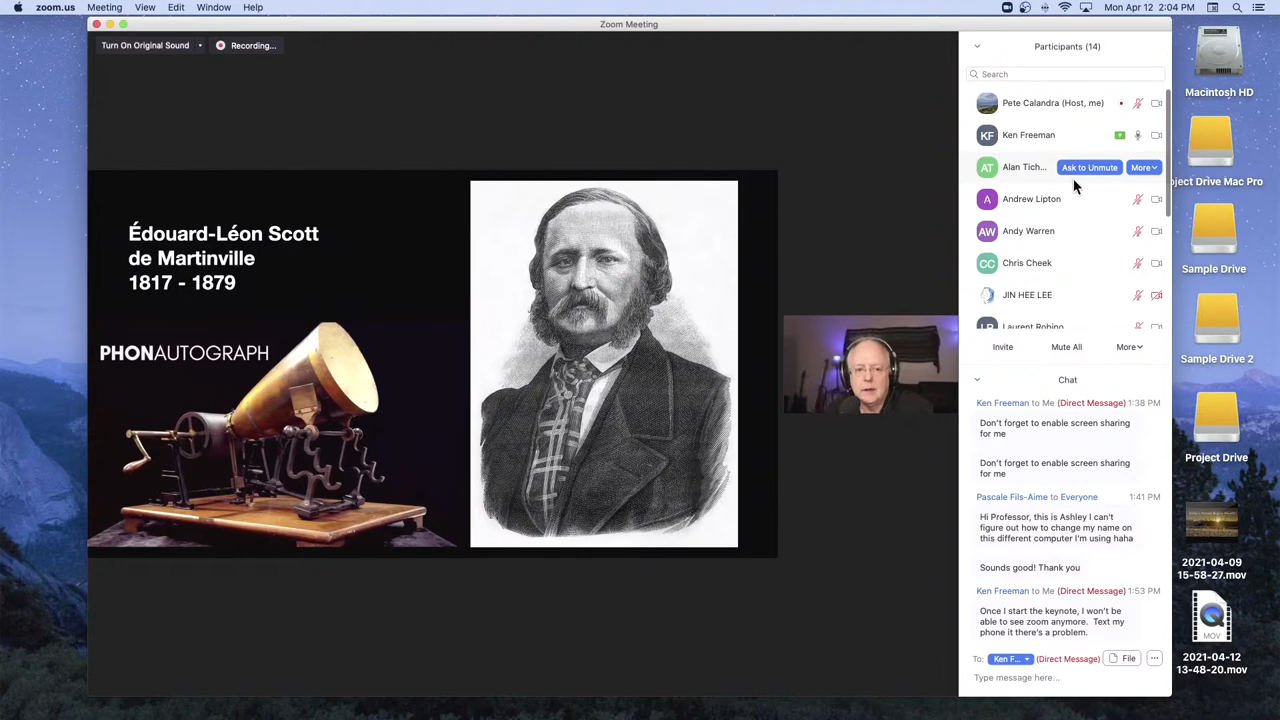 zoom.us Meeting View Edit Window Help
Mon Apr 12 2:04 PM
Zoom Meeting
Turn On Original Sound
Recording...
Édouard-Léon Scott
de Martinville
1817 - 1879
PHONAUTOGRAPH
Participants (14)
Search
Pete Calandra (Host, me)
KF Ken Freeman
AT Alan Tich... Ask to Unmute More
A Andrew Lipton
AW Andy Warren
CC Chris Cheek
JIN HEE LEE
LR Laurent Robino
Invite Mute All More
Chat
Ken Freeman to Me (Direct Message) 1:38 PM
Don't forget to enable screen sharing
for me
Don't forget to enable screen sharing
for me
Pascale Fils-Aime to Everyone 1:41 PM
Hi Professor, this is Ashley I can't
figure out how to change my name on
this different computer I'm using haha
Sounds good! Thank you
Ken Freeman to Me (Direct Message) 1:53 PM
Once I start the keynote, I won't be
able to see zoom anymore. Text my
phone it there's a problem.
To: Ken F... (Direct Message) File ...
Type message here...
Macintosh HD
ject Drive Mac Pro
Sample Drive
Sample Drive 2
Project Drive
2021-04-09
15-58-27.mov
MOV
2021-04-12
13-48-20.mov